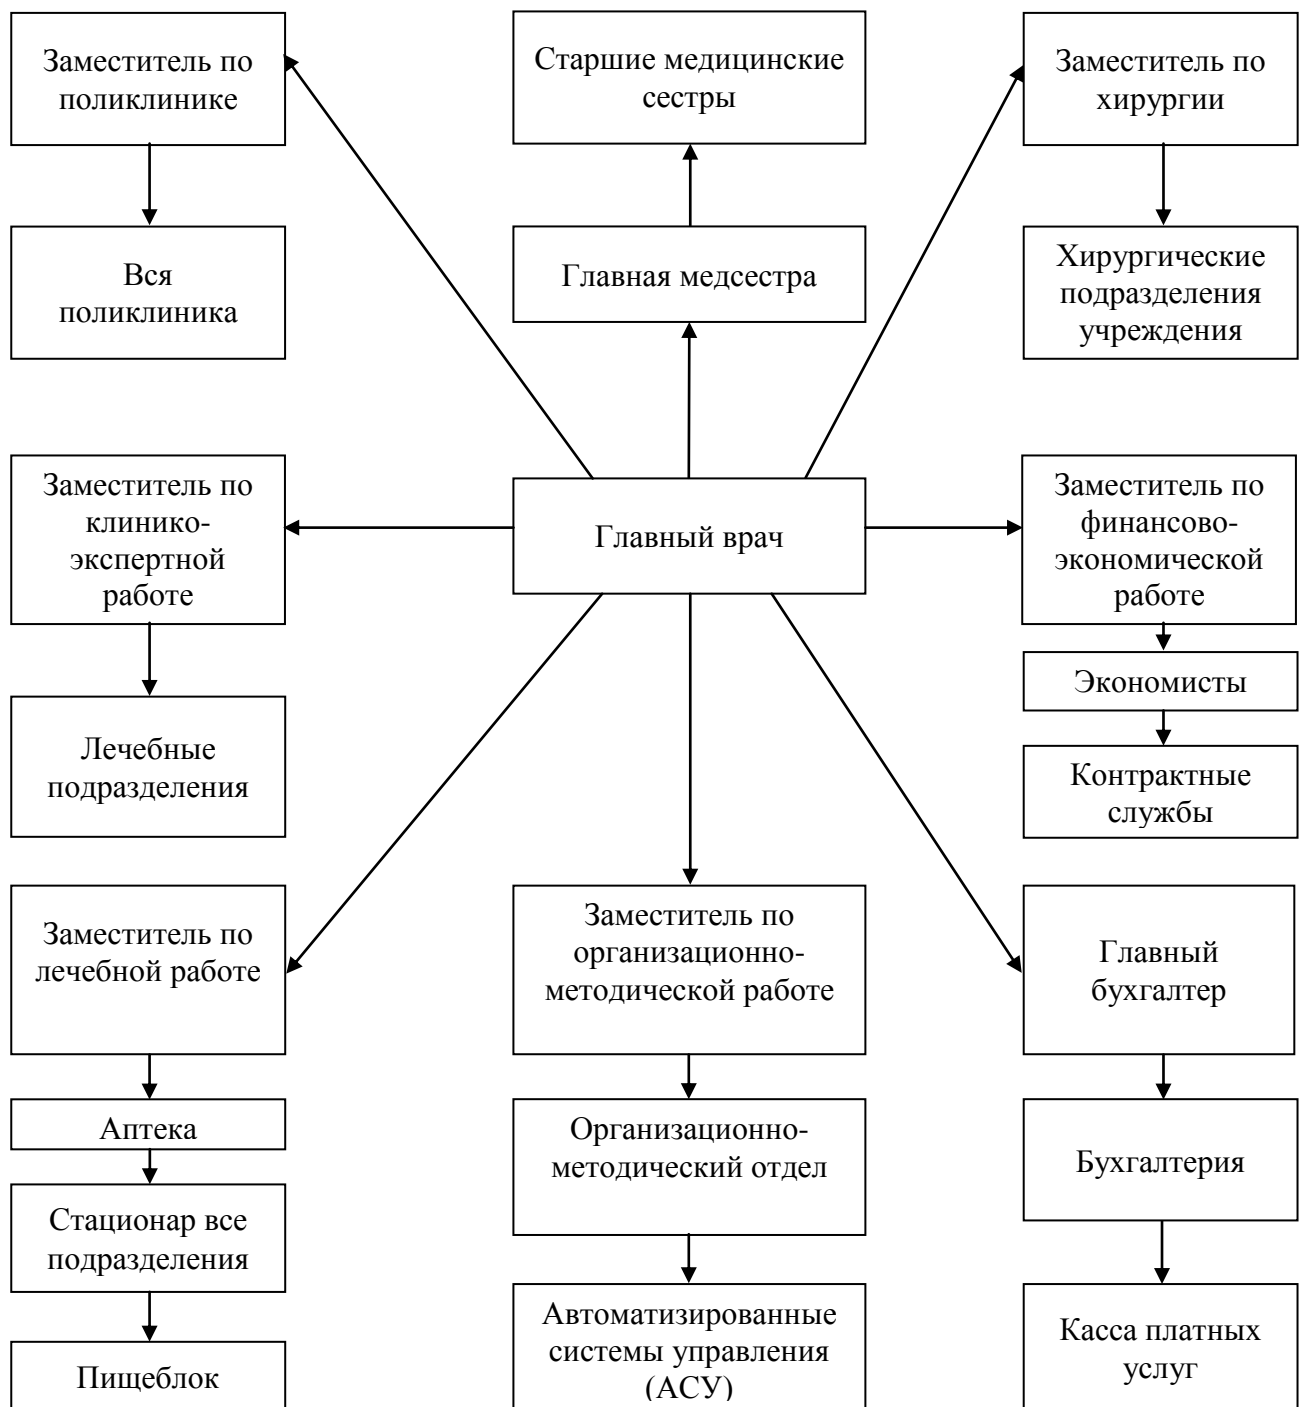 Заместитель по
поликлинике
Старшие медицинские
сестры
Заместитель по
хирургии
Вся
поликлиника
Главная медсестра
Хирургические
подразделения
учреждения
Заместитель по
клинико-
экспертной
работе
Главный врач
Заместитель по
финансово-
экономической
работе
Экономисты
Лечебные
подразделения
Контрактные
службы
Заместитель по
лечебной работе
Заместитель по
организационно-
методической работе
Главный
бухгалтер
Аптека
Организационно-
методический отдел
Бухгалтерия
Стационар все
подразделения
Пищеблок
Автоматизированные
системы управления
(АСУ)
Касса платных
услуг